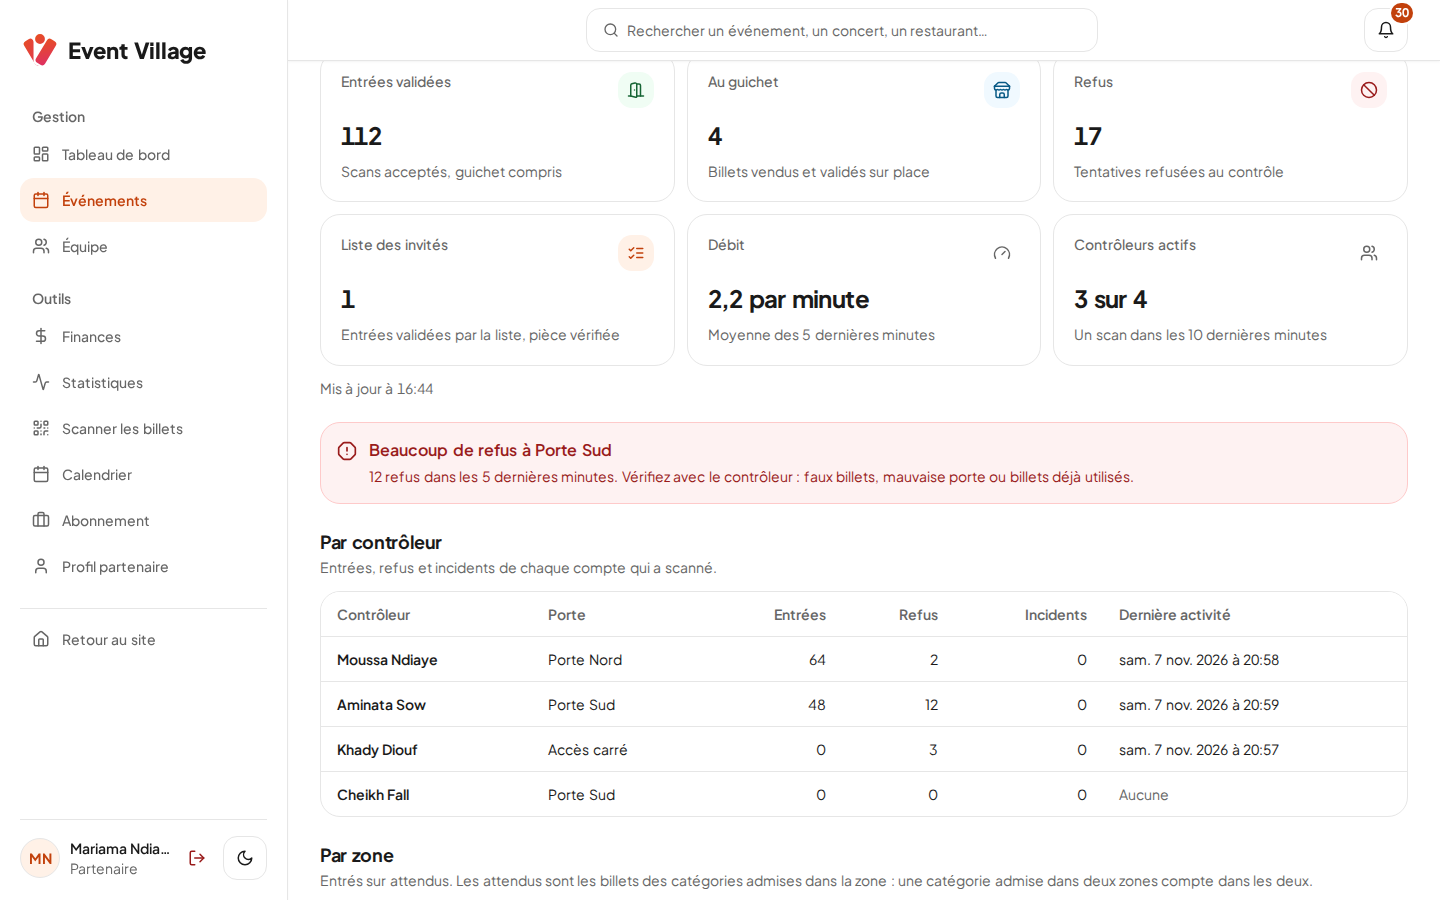 Event Village
Rechercher un événement, un concert, un restaurant…
30
Gestion
Tableau de bord
Événements
Équipe
Outils
Finances
Statistiques
Scanner les billets
Calendrier
Abonnement
Profil partenaire
Retour au site
MN
Mariama Ndia…
Partenaire
Entrées validées
112
Scans acceptés, guichet compris
Au guichet
4
Billets vendus et validés sur place
Refus
17
Tentatives refusées au contrôle
Liste des invités
1
Entrées validées par la liste, pièce vérifiée
Débit
2,2 par minute
Moyenne des 5 dernières minutes
Contrôleurs actifs
3 sur 4
Un scan dans les 10 dernières minutes
Mis à jour à 16:44
Beaucoup de refus à Porte Sud
12 refus dans les 5 dernières minutes. Vérifiez avec le contrôleur : faux billets, mauvaise porte ou billets déjà utilisés.
Par contrôleur
Entrées, refus et incidents de chaque compte qui a scanné.
Contrôleur Porte Entrées Refus Incidents Dernière activité
Moussa Ndiaye Porte Nord 64 2 0 sam. 7 nov. 2026 à 20:58
Aminata Sow Porte Sud 48 12 0 sam. 7 nov. 2026 à 20:59
Khady Diouf Accès carré 0 3 0 sam. 7 nov. 2026 à 20:57
Cheikh Fall Porte Sud 0 0 0 Aucune
Par zone
Entrés sur attendus. Les attendus sont les billets des catégories admises dans la zone : une catégorie admise dans deux zones compte dans les deux.